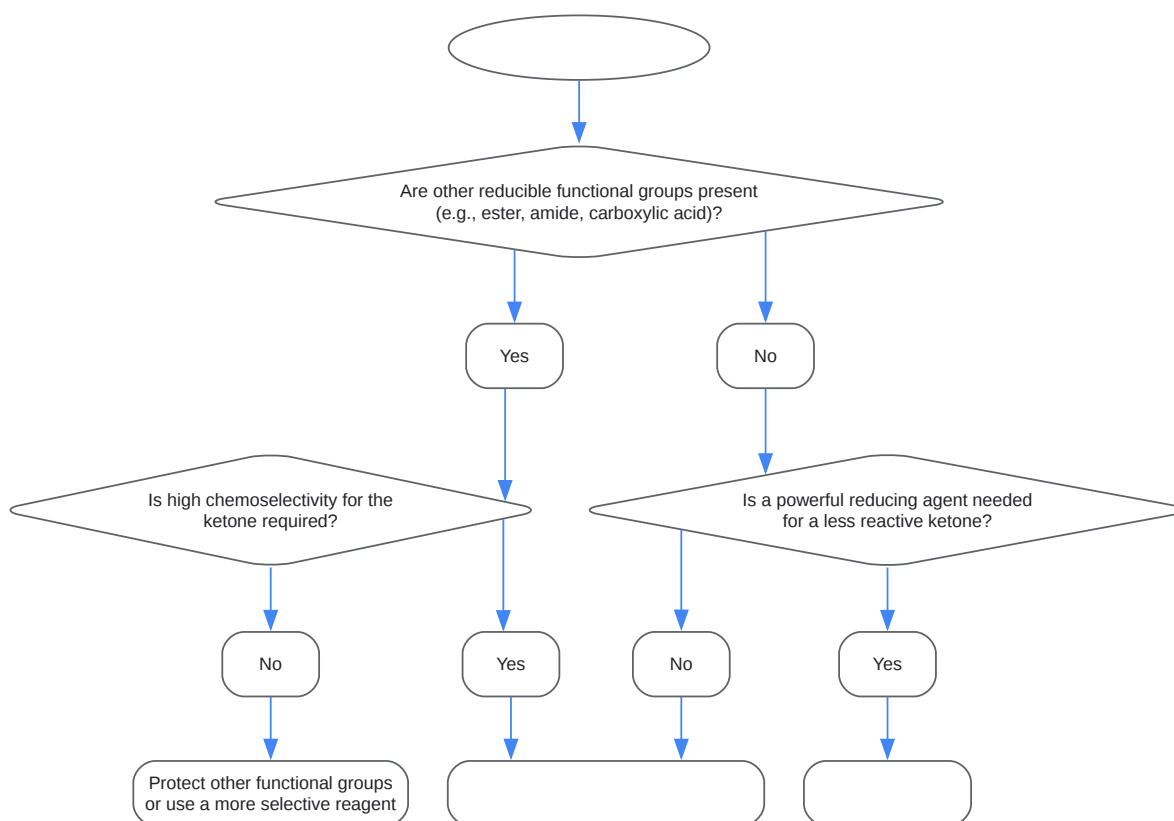 Are other reducible functional groups present
(e.g., ester, amide, carboxylic acid)?
Yes
No
Is high chemoselectivity for the
ketone required?
Is a powerful reducing agent needed
for a less reactive ketone?
No
Yes
No
Yes
Protect other functional groups
or use a more selective reagent